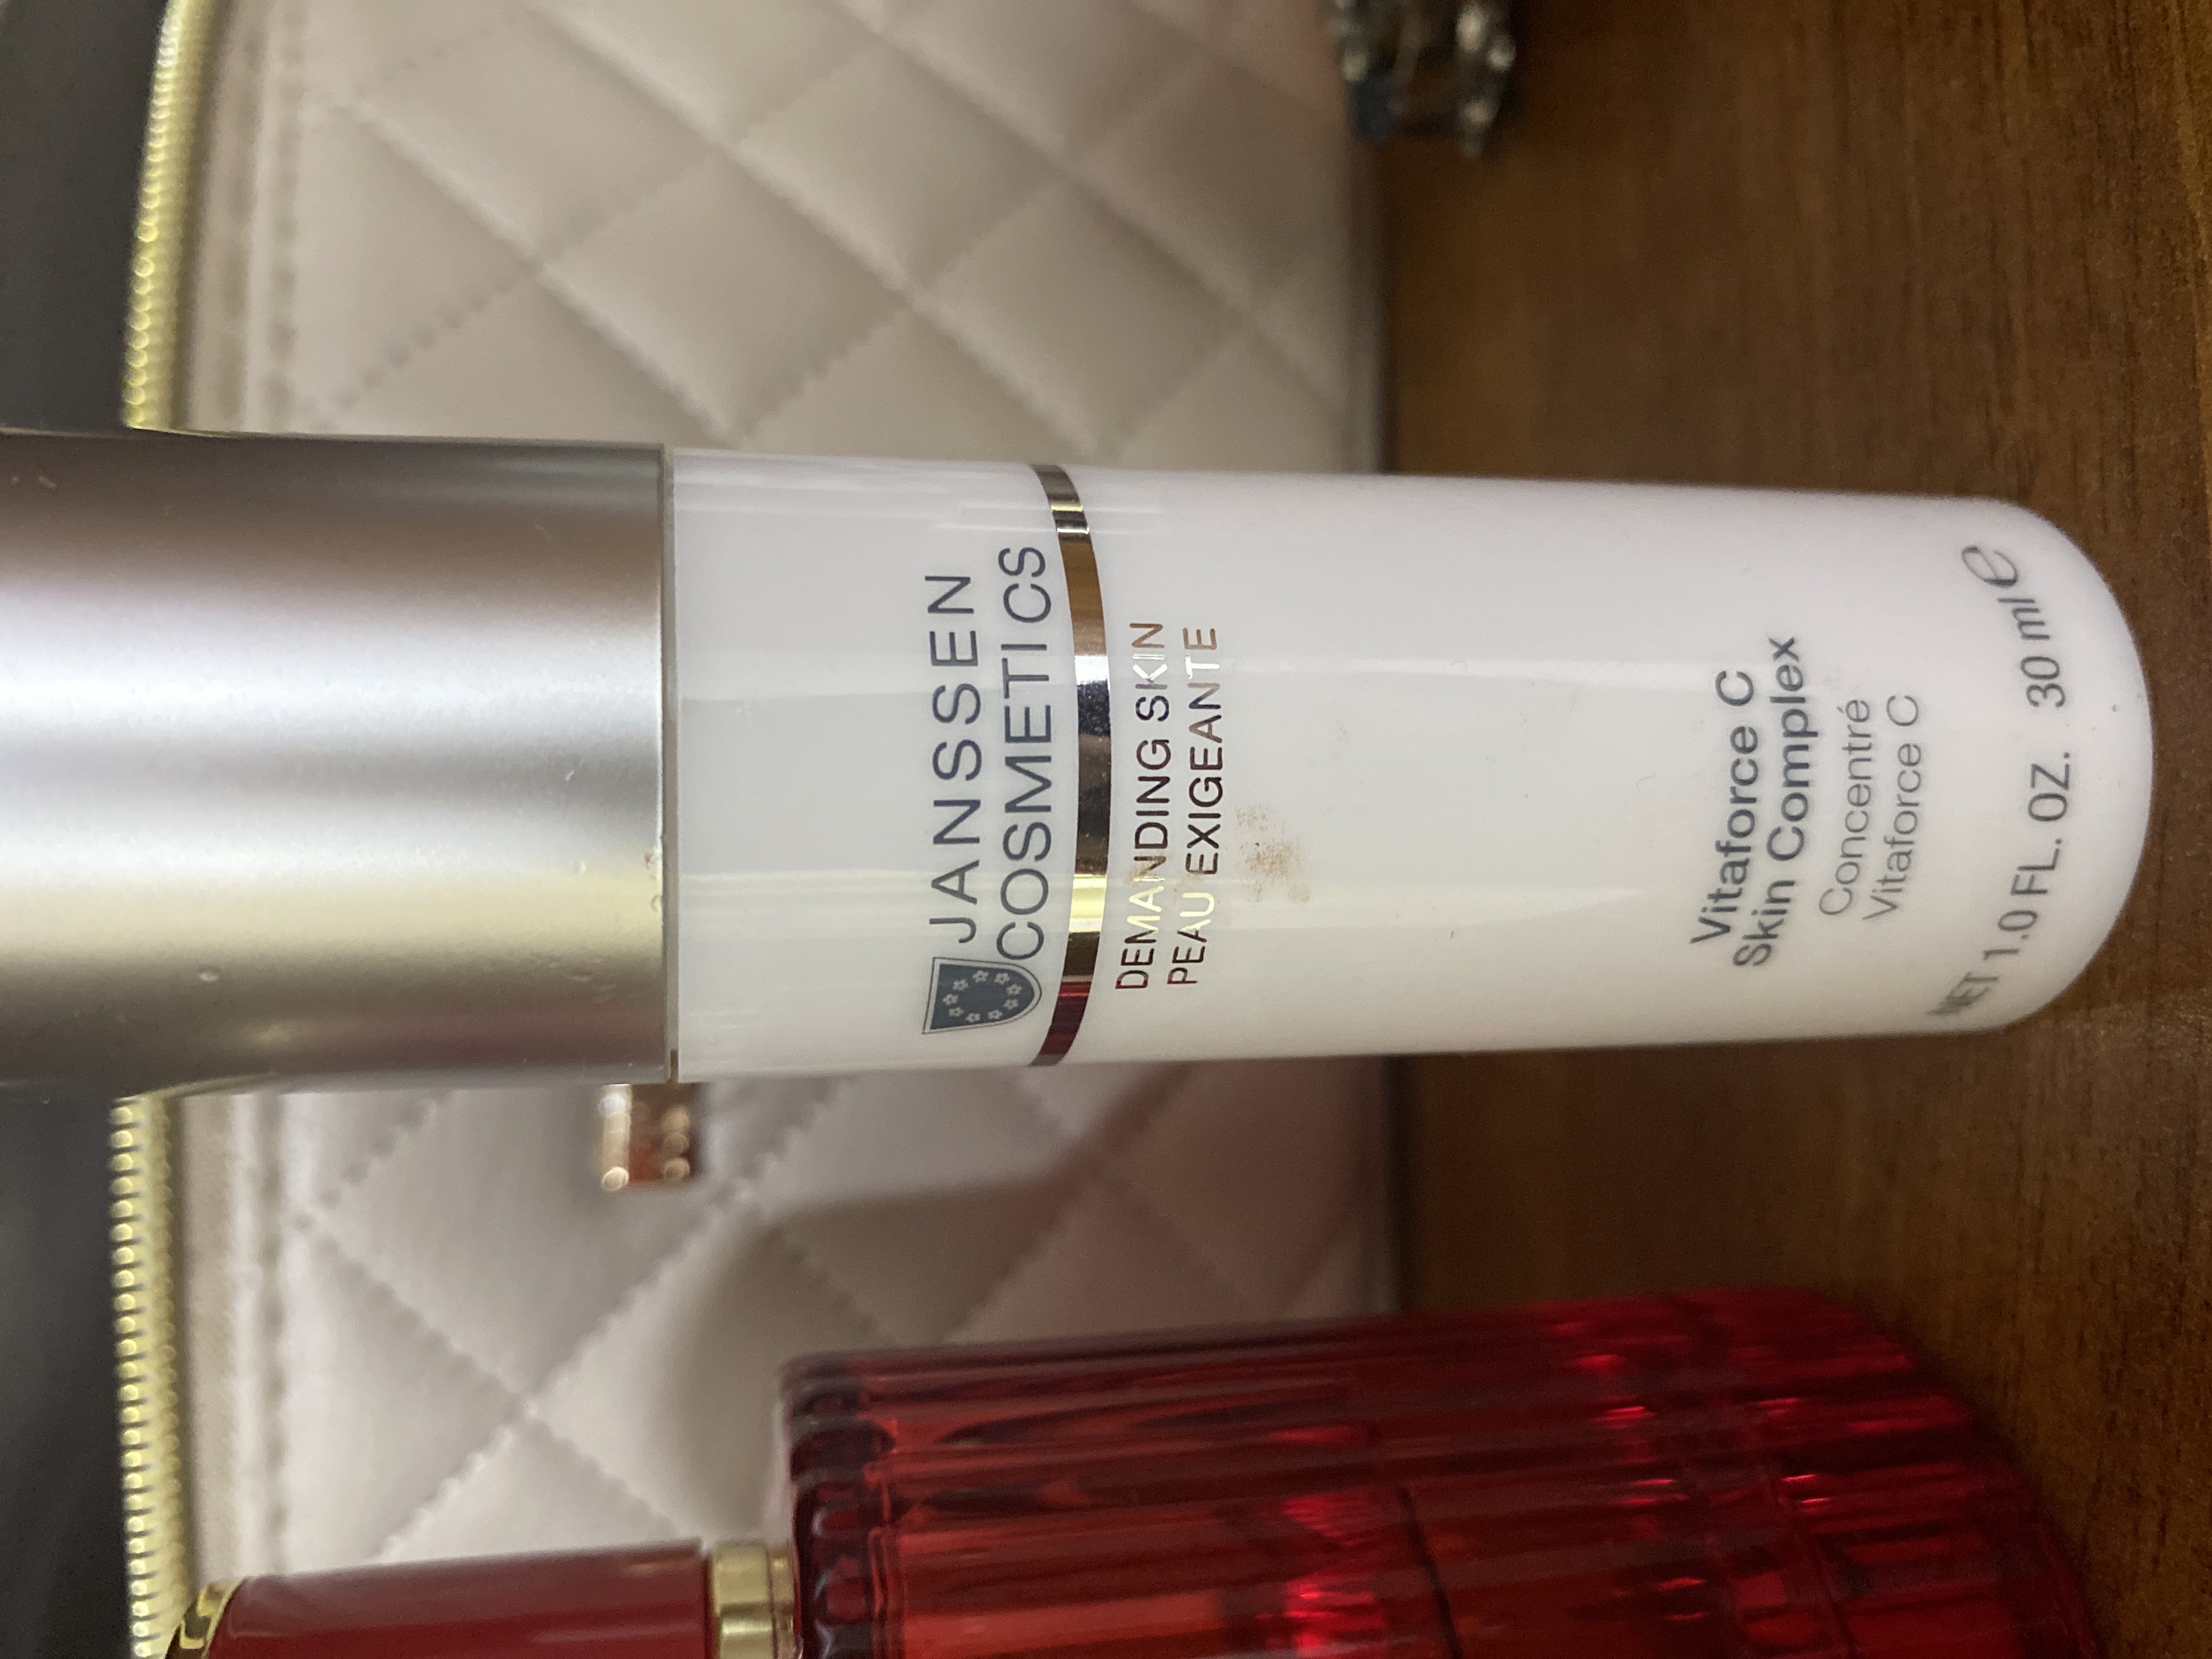 JANSSEN
COSMETICS
DEMANDING SKIN
PEAU EXIGEANTE
Vitaforce C
Skin Complex
Concentré
Vitaforce C
NET 1.0 FL. OZ. 30 ml ℮